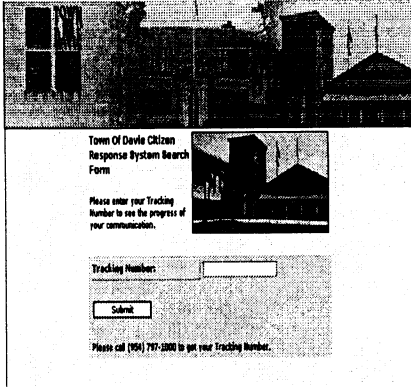 Town Of Davie Citizen
Response System Search
Form
Please enter your Tracking
Number to see the progress of
your communication.
Tracking Number:
Submit
Please call (954) 797-1000 to get your Tracking Number.